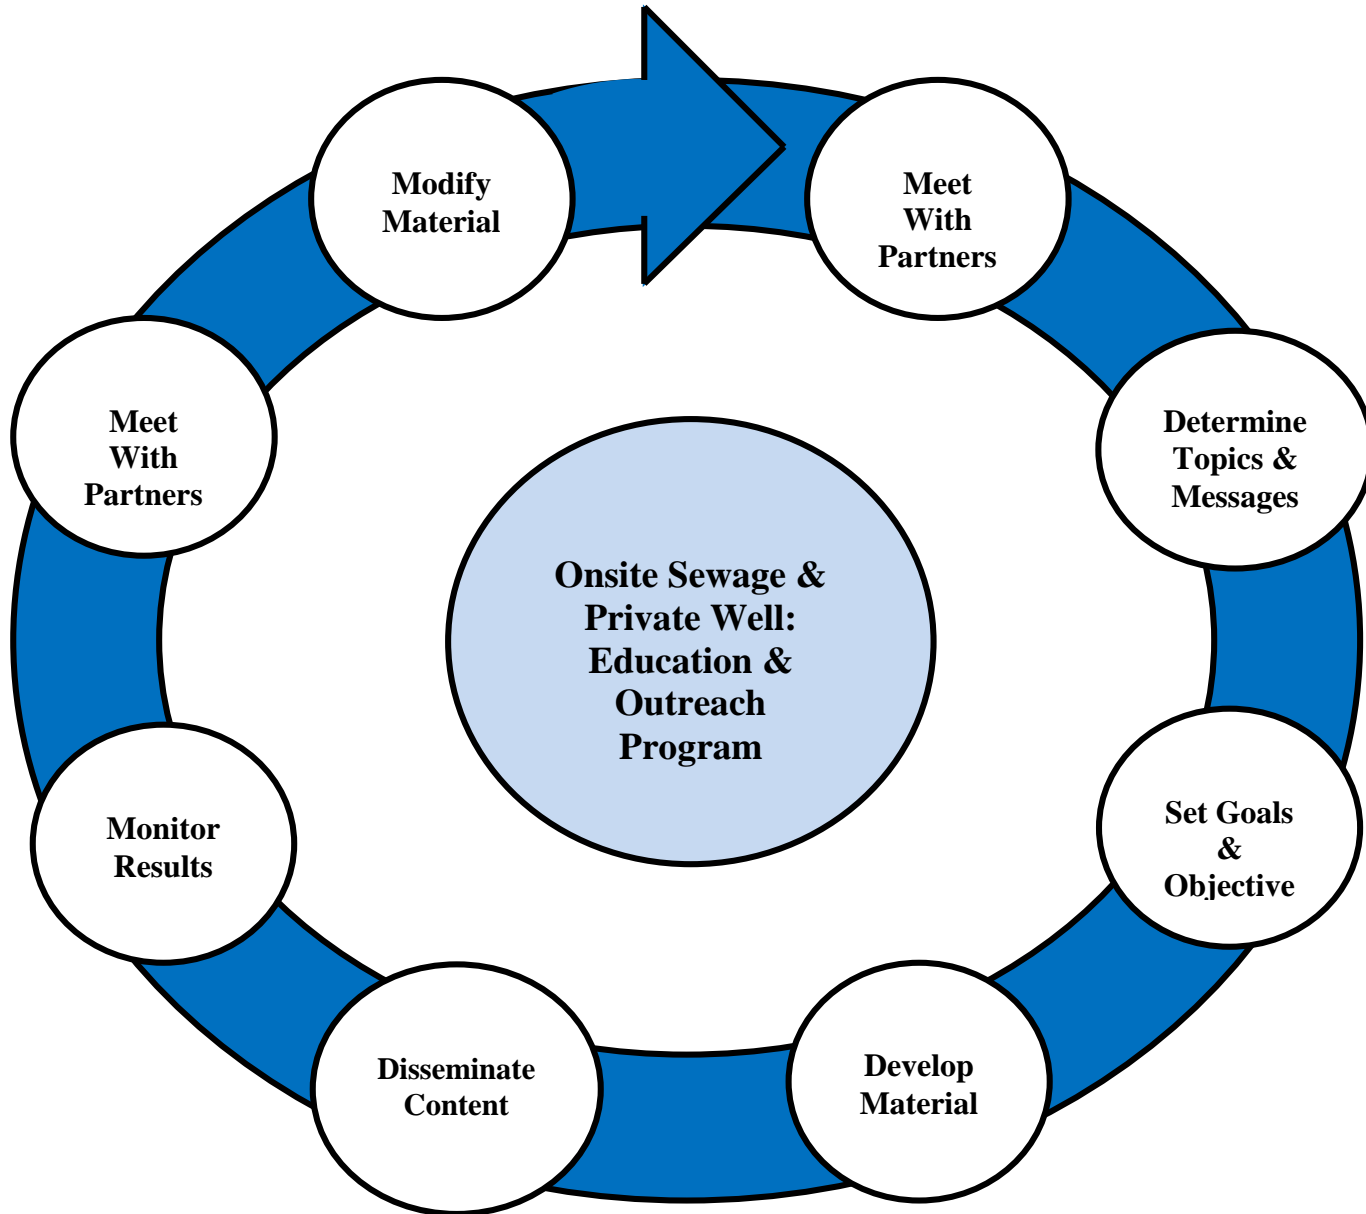 Modify
Material
Meet
With
Partners
Determine
Topics &
Messages
Set Goals
&
Objective
Develop
Material
Disseminate
Content
Monitor
Results
Meet
With
Partners
Onsite Sewage &
Private Well:
Education &
Outreach
Program